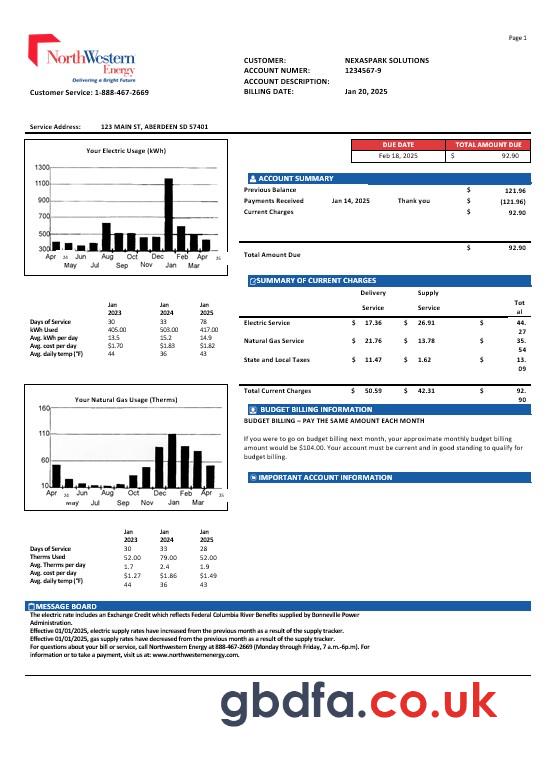 Page 1
NorthWestern
Energy
Delivering a Bright Future
Customer Service: 1-888-467-2669
CUSTOMER: NEXASPARK SOLUTIONS
ACCOUNT NUMER: 1234567-9
ACCOUNT DESCRIPTION:
BILLING DATE: Jan 20, 2025
Service Address: 123 MAIN ST, ABERDEEN SD 57401
Your Electric Usage (kWh)
1300
1100
900
700
500
300
Apr 24 Jun Aug Oct Dec Feb Apr 25
May July Sep Nov Jan Mar
Jan Jan Jan
2023 2024 2025
Days of Service 30 33 78
kWh Used 405.00 503.00 417.00
Avg. kWh per day 13.5 15.2 14.9
Avg. cost per day $1.70 $1.83 $1.82
Avg. daily temp (°F) 44 36 43
Your Natural Gas Usage (Therms)
160
110
60
10
Apr 24 Jun Aug Oct Dec Feb Apr 25
May July Sep Nov Jan Mar
Jan Jan Jan
2023 2024 2025
Days of Service 30 33 28
Therms Used 52.00 79.00 52.00
Avg. Therms per day 1.7 2.4 1.9
Avg. cost per day $1.27 $1.86 $1.49
Avg. daily temp (°F) 44 36 43
DUE DATE TOTAL AMOUNT DUE
Feb 18, 2025 $ 92.90
ACCOUNT SUMMARY
Previous Balance $ 121.96
Payments Received Jan 14, 2025 Thank you $ (121.96)
Current Charges $ 92.90
Total Amount Due $ 92.90
SUMMARY OF CURRENT CHARGES
Delivery Supply
Service Service Tot
al
Electric Service $ 17.36 $ 26.91 $ 44.
27
Natural Gas Service $ 21.76 $ 13.78 $ 35.
54
State and Local Taxes $ 11.47 $ 1.62 $ 13.
09
Total Current Charges $ 50.59 $ 42.31 $ 92.
90
BUDGET BILLING INFORMATION
BUDGET BILLING – PAY THE SAME AMOUNT EACH MONTH
If you were to go on budget billing next month, your approximate monthly budget billing
amount would be $104.00. Your account must be current and in good standing to qualify for
budget billing.
IMPORTANT ACCOUNT INFORMATION
MESSAGE BOARD
The electric rate includes an Exchange Credit which reflects Federal Columbia River Benefits supplied by Bonneville Power
Administration.
Effective 01/01/2025, electric supply rates have increased from the previous month as a result of the supply tracker.
Effective 01/01/2025, gas supply rates have decreased from the previous month as a result of the supply tracker.
For questions about your bill or service, call Northwestern Energy at 888-467-2669 (Monday through Friday, 7 a.m.-6p.m). For
information or to take a payment, visit us at: www.northwesternenergy.com.
gbdfa.co.uk